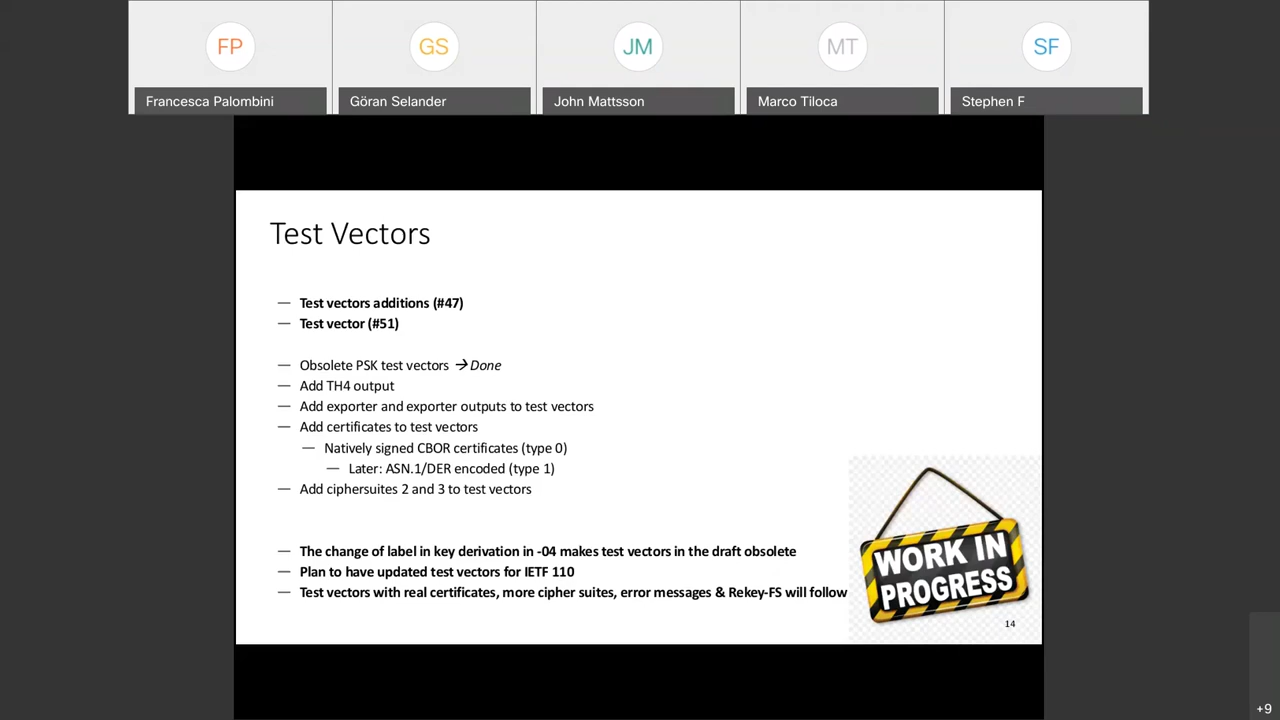 FP
GS
JM
MT
SF
Francesca Palombini
Göran Selander
John Mattsson
Marco Tiloca
Stephen F
Test Vectors
— Test vectors additions (#47)
— Test vector (#51)
— Obsolete PSK test vectors → Done
— Add TH4 output
— Add exporter and exporter outputs to test vectors
— Add certificates to test vectors
— Natively signed CBOR certificates (type 0)
— Later: ASN.1/DER encoded (type 1)
— Add ciphersuites 2 and 3 to test vectors
— The change of label in key derivation in -04 makes test vectors in the draft obsolete
— Plan to have updated test vectors for IETF 110
— Test vectors with real certificates, more cipher suites, error messages & Rekey-FS will follow
WORK IN
PROGRESS
14
+9